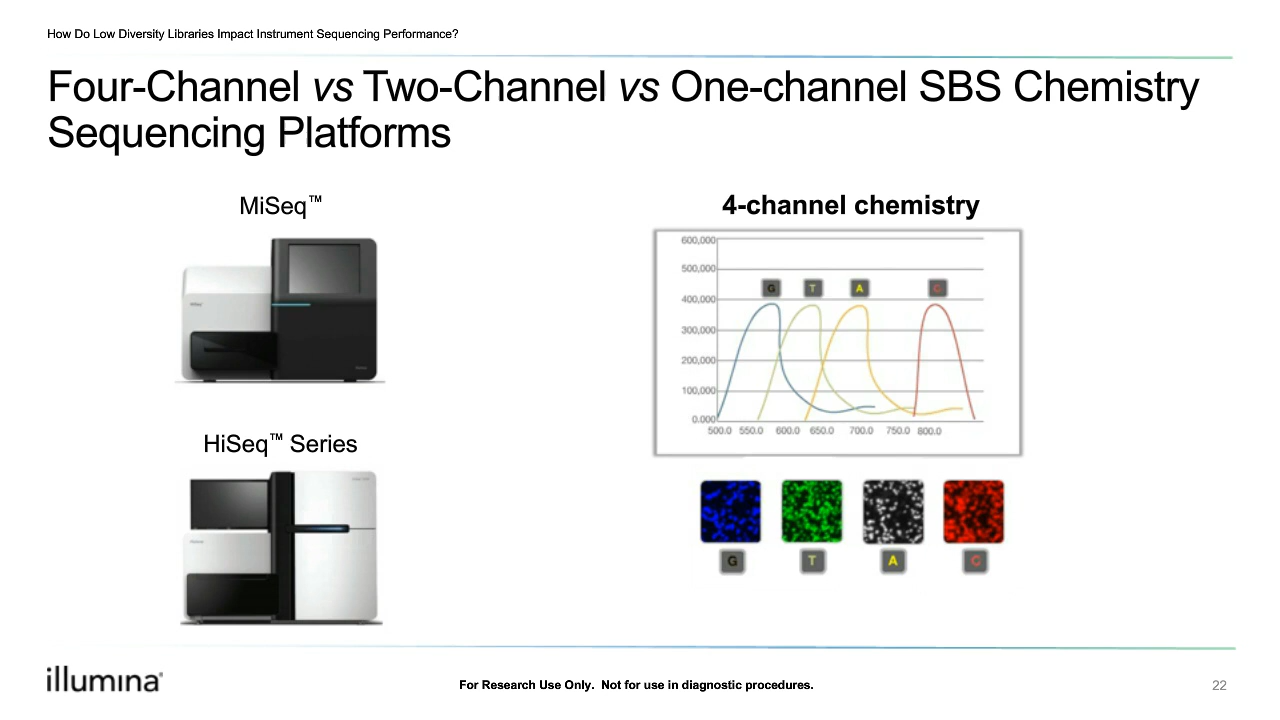 How Do Low Diversity Libraries Impact Instrument Sequencing Performance?
Four-Channel vs Two-Channel vs One-channel SBS Chemistry
Sequencing Platforms
MiSeq™
4-channel chemistry
600,000
500,000
G T A C
400,000
300,000
200,000
100,000
0.000
500.0 550.0 600.0 650.0 700.0 750.0 800.0
HiSeq™ Series
G T A C
illumina®
For Research Use Only. Not for use in diagnostic procedures.
22